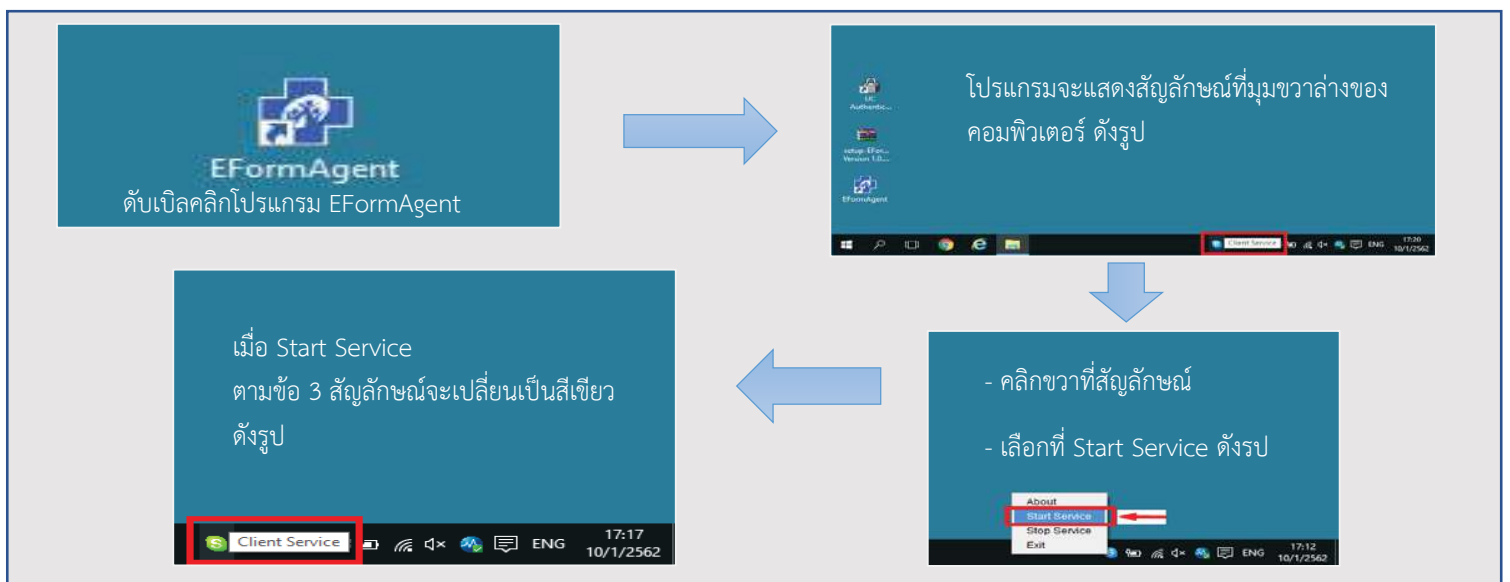 EFormAgent
ดับเบิลคลิกโปรแกรม EFormAgent
โปรแกรมจะแสดงสัญลักษณ์ที่มุมขวาล่างของ
คอมพิวเตอร์ ดังรูป
UC
Authentic...
setup-EFor...
Version 1.0....
EFormAgent
Client Service
ENG
17:20
10/1/2562
- คลิกขวาที่สัญลักษณ์
- เลือกที่ Start Service ดังรป
About
Start Service
Stop Service
Exit
ENG
17:12
10/1/2562
เมื่อ Start Service
ตามข้อ 3 สัญลักษณ์จะเปลี่ยนเป็นสีเขียว
ดังรูป
Client Service
ENG
17:17
10/1/2562